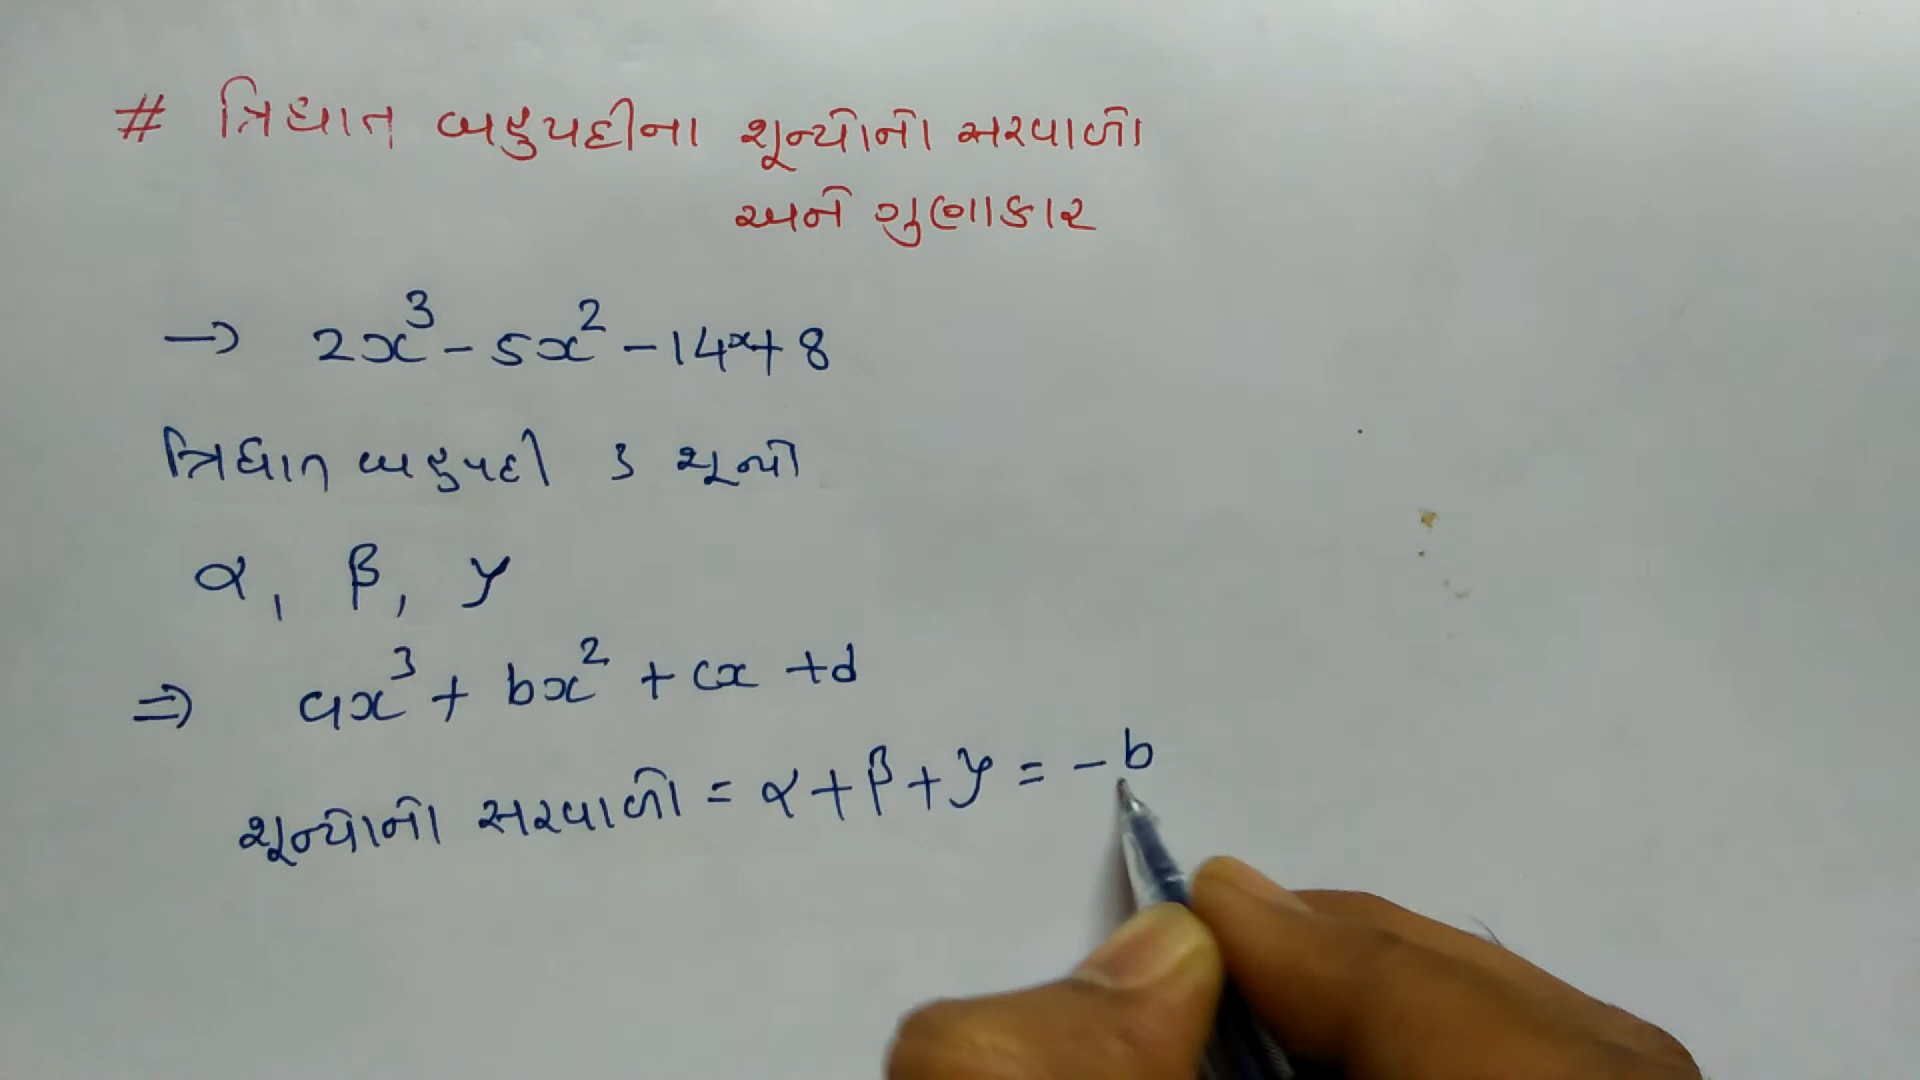 # ત્રિઘાત બહુપદીના શૂન્યોનો સરવાળો
અને ગુણાકાર
→ 2x³ - 5x² - 14x + 8
ત્રિઘાત બહુપદી 3 શૂન્યો
α, β, γ
⇒ ax³ + bx² + cx + d
શૂન્યોનો સરવાળો = α + β + γ = -b